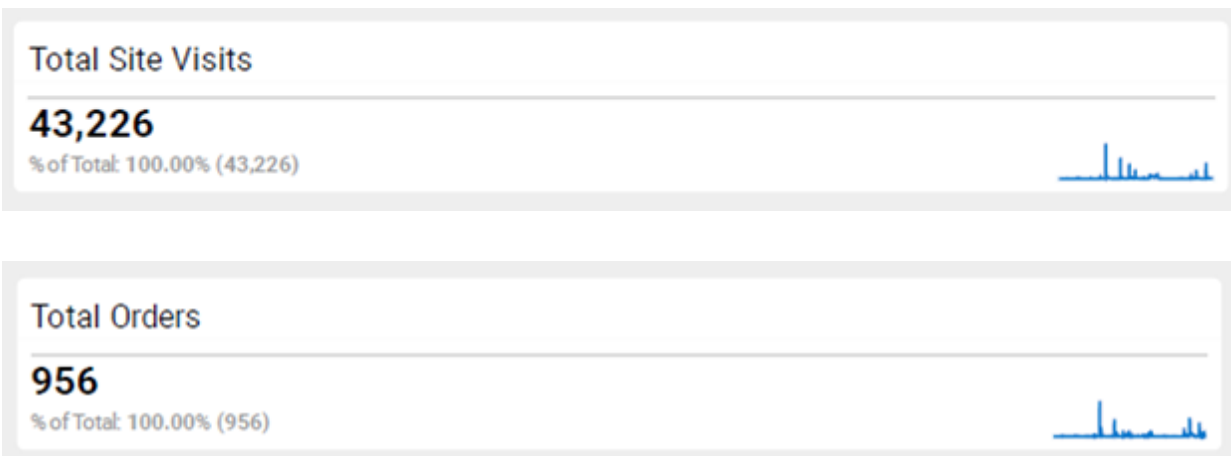 Total Site Visits
43,226
% of Total: 100.00% (43,226)
Total Orders
956
% of Total: 100.00% (956)